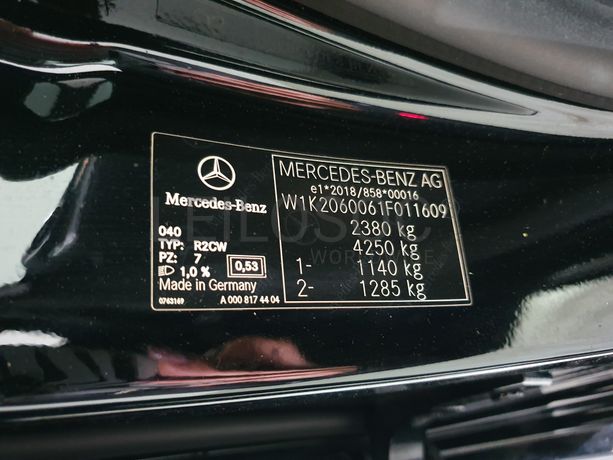 Mercedes-Benz
040
TYP: R2CW
PZ: 7
1,0 % 0,53
Made in Germany
0763169 A 000 817 44 04
MERCEDES-BENZ AG
e1*2018/858*00016
W1K2060061F011609
2380 kg
4250 kg
1- 1140 kg
2- 1285 kg